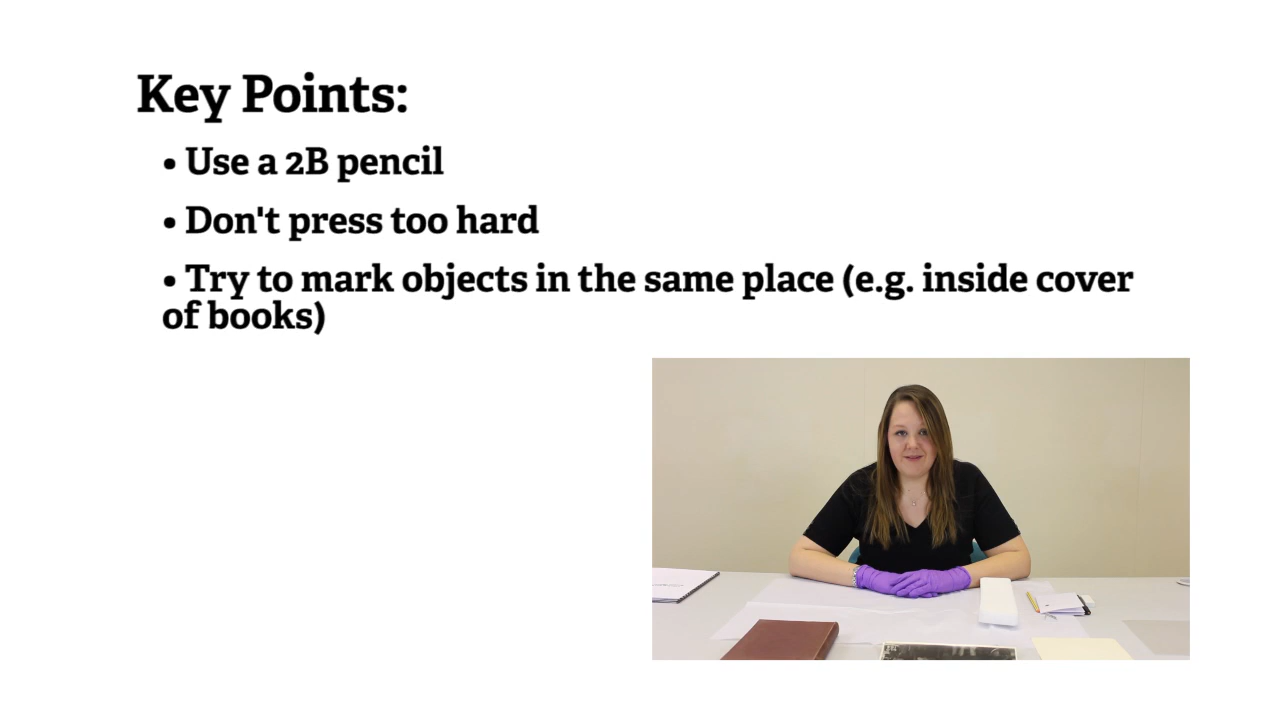 Key Points:
• Use a 2B pencil
• Don't press too hard
• Try to mark objects in the same place (e.g. inside cover
of books)